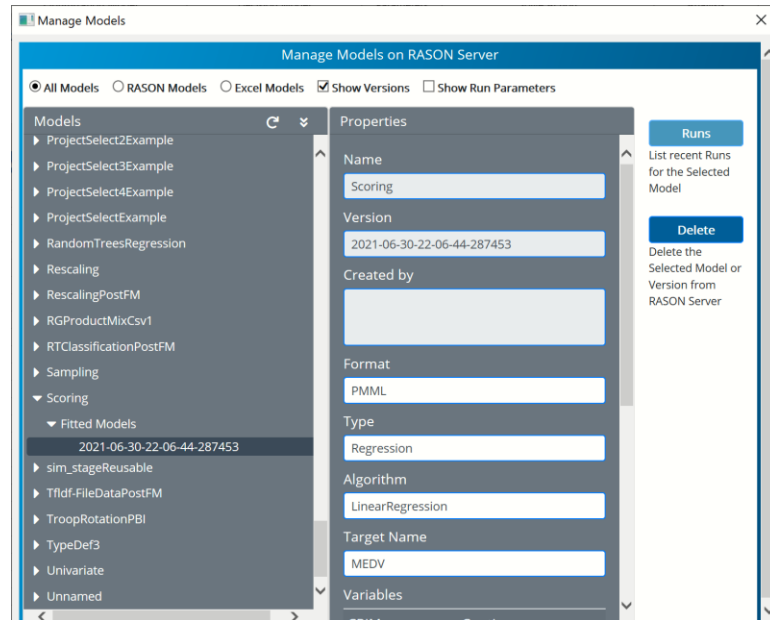 Manage Models
Manage Models on RASON Server
All Models RASON Models Excel Models Show Versions Show Run Parameters
Models
ProjectSelect2Example
ProjectSelect3Example
ProjectSelect4Example
ProjectSelectExample
RandomTreesRegression
Rescaling
RescalingPostFM
RGProductMixCsv1
RTClassificationPostFM
Sampling
Scoring
Fitted Models
2021-06-30-22-06-44-287453
sim_stageReusable
TfIdf-FileDataPostFM
TroopRotationPBI
TypeDef3
Univariate
Unnamed
Properties
Name
Scoring
Version
2021-06-30-22-06-44-287453
Created by
Format
PMML
Type
Regression
Algorithm
LinearRegression
Target Name
MEDV
Variables
Runs
List recent Runs
for the Selected
Model
Delete
Delete the
Selected Model or
Version from
RASON Server